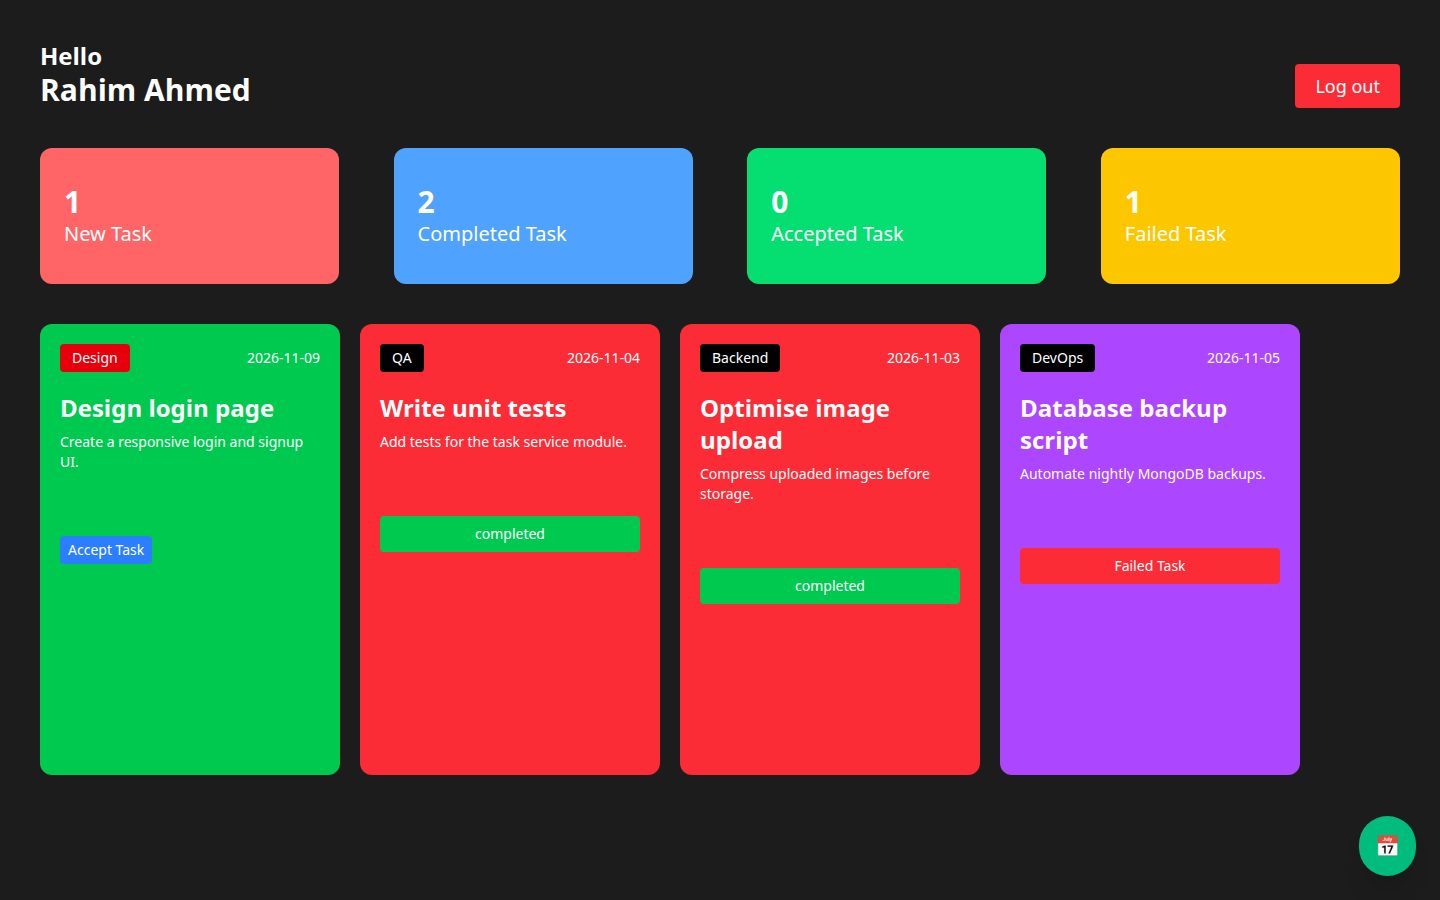 Hello
Rahim Ahmed
Log out
1
New Task
2
Completed Task
0
Accepted Task
1
Failed Task
Design
2026-11-09
Design login page
Create a responsive login and signup
UI.
Accept Task
QA
2026-11-04
Write unit tests
Add tests for the task service module.
completed
Backend
2026-11-03
Optimise image
upload
Compress uploaded images before
storage.
completed
DevOps
2026-11-05
Database backup
script
Automate nightly MongoDB backups.
Failed Task
July
17